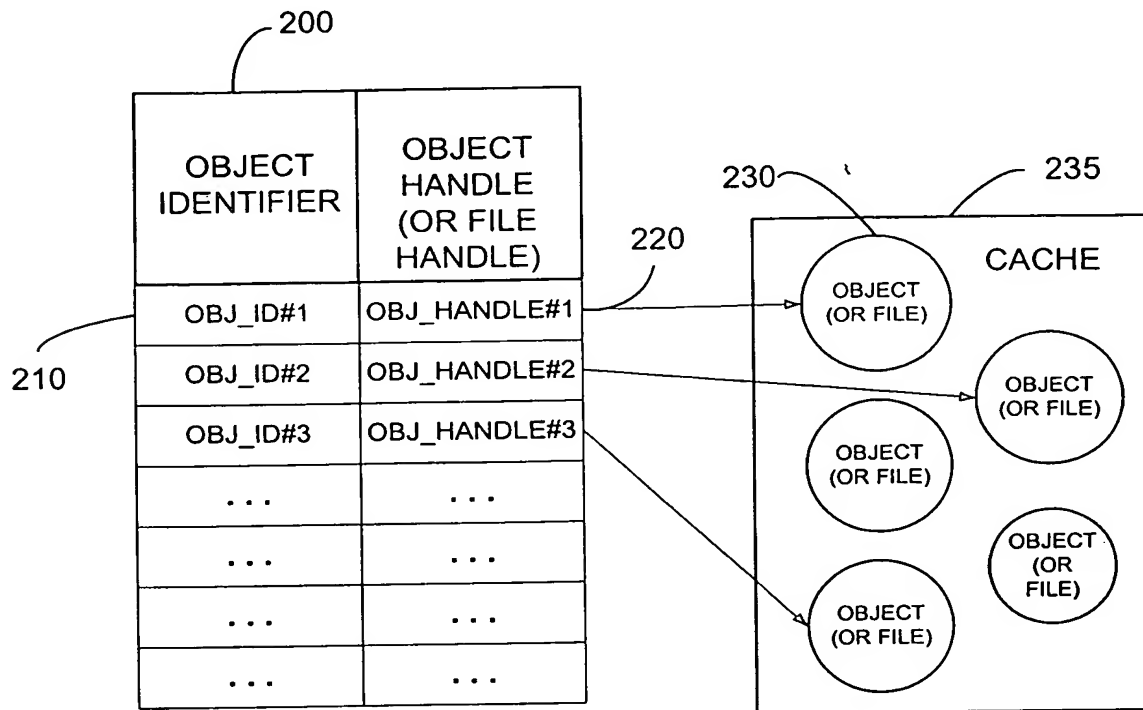 200
OBJECT
IDENTIFIER
OBJECT
HANDLE
(OR FILE
HANDLE)
230
235
220
CACHE
OBJECT
(OR FILE)
OBJ_ID#1
OBJ_HANDLE#1
210
OBJ_ID#2
OBJ_HANDLE#2
OBJECT
(OR FILE)
OBJ_ID#3
OBJ_HANDLE#3
OBJECT
(OR FILE)
... ...
... ...
OBJECT
(OR
FILE)
... ...
OBJECT
(OR FILE)
... ...